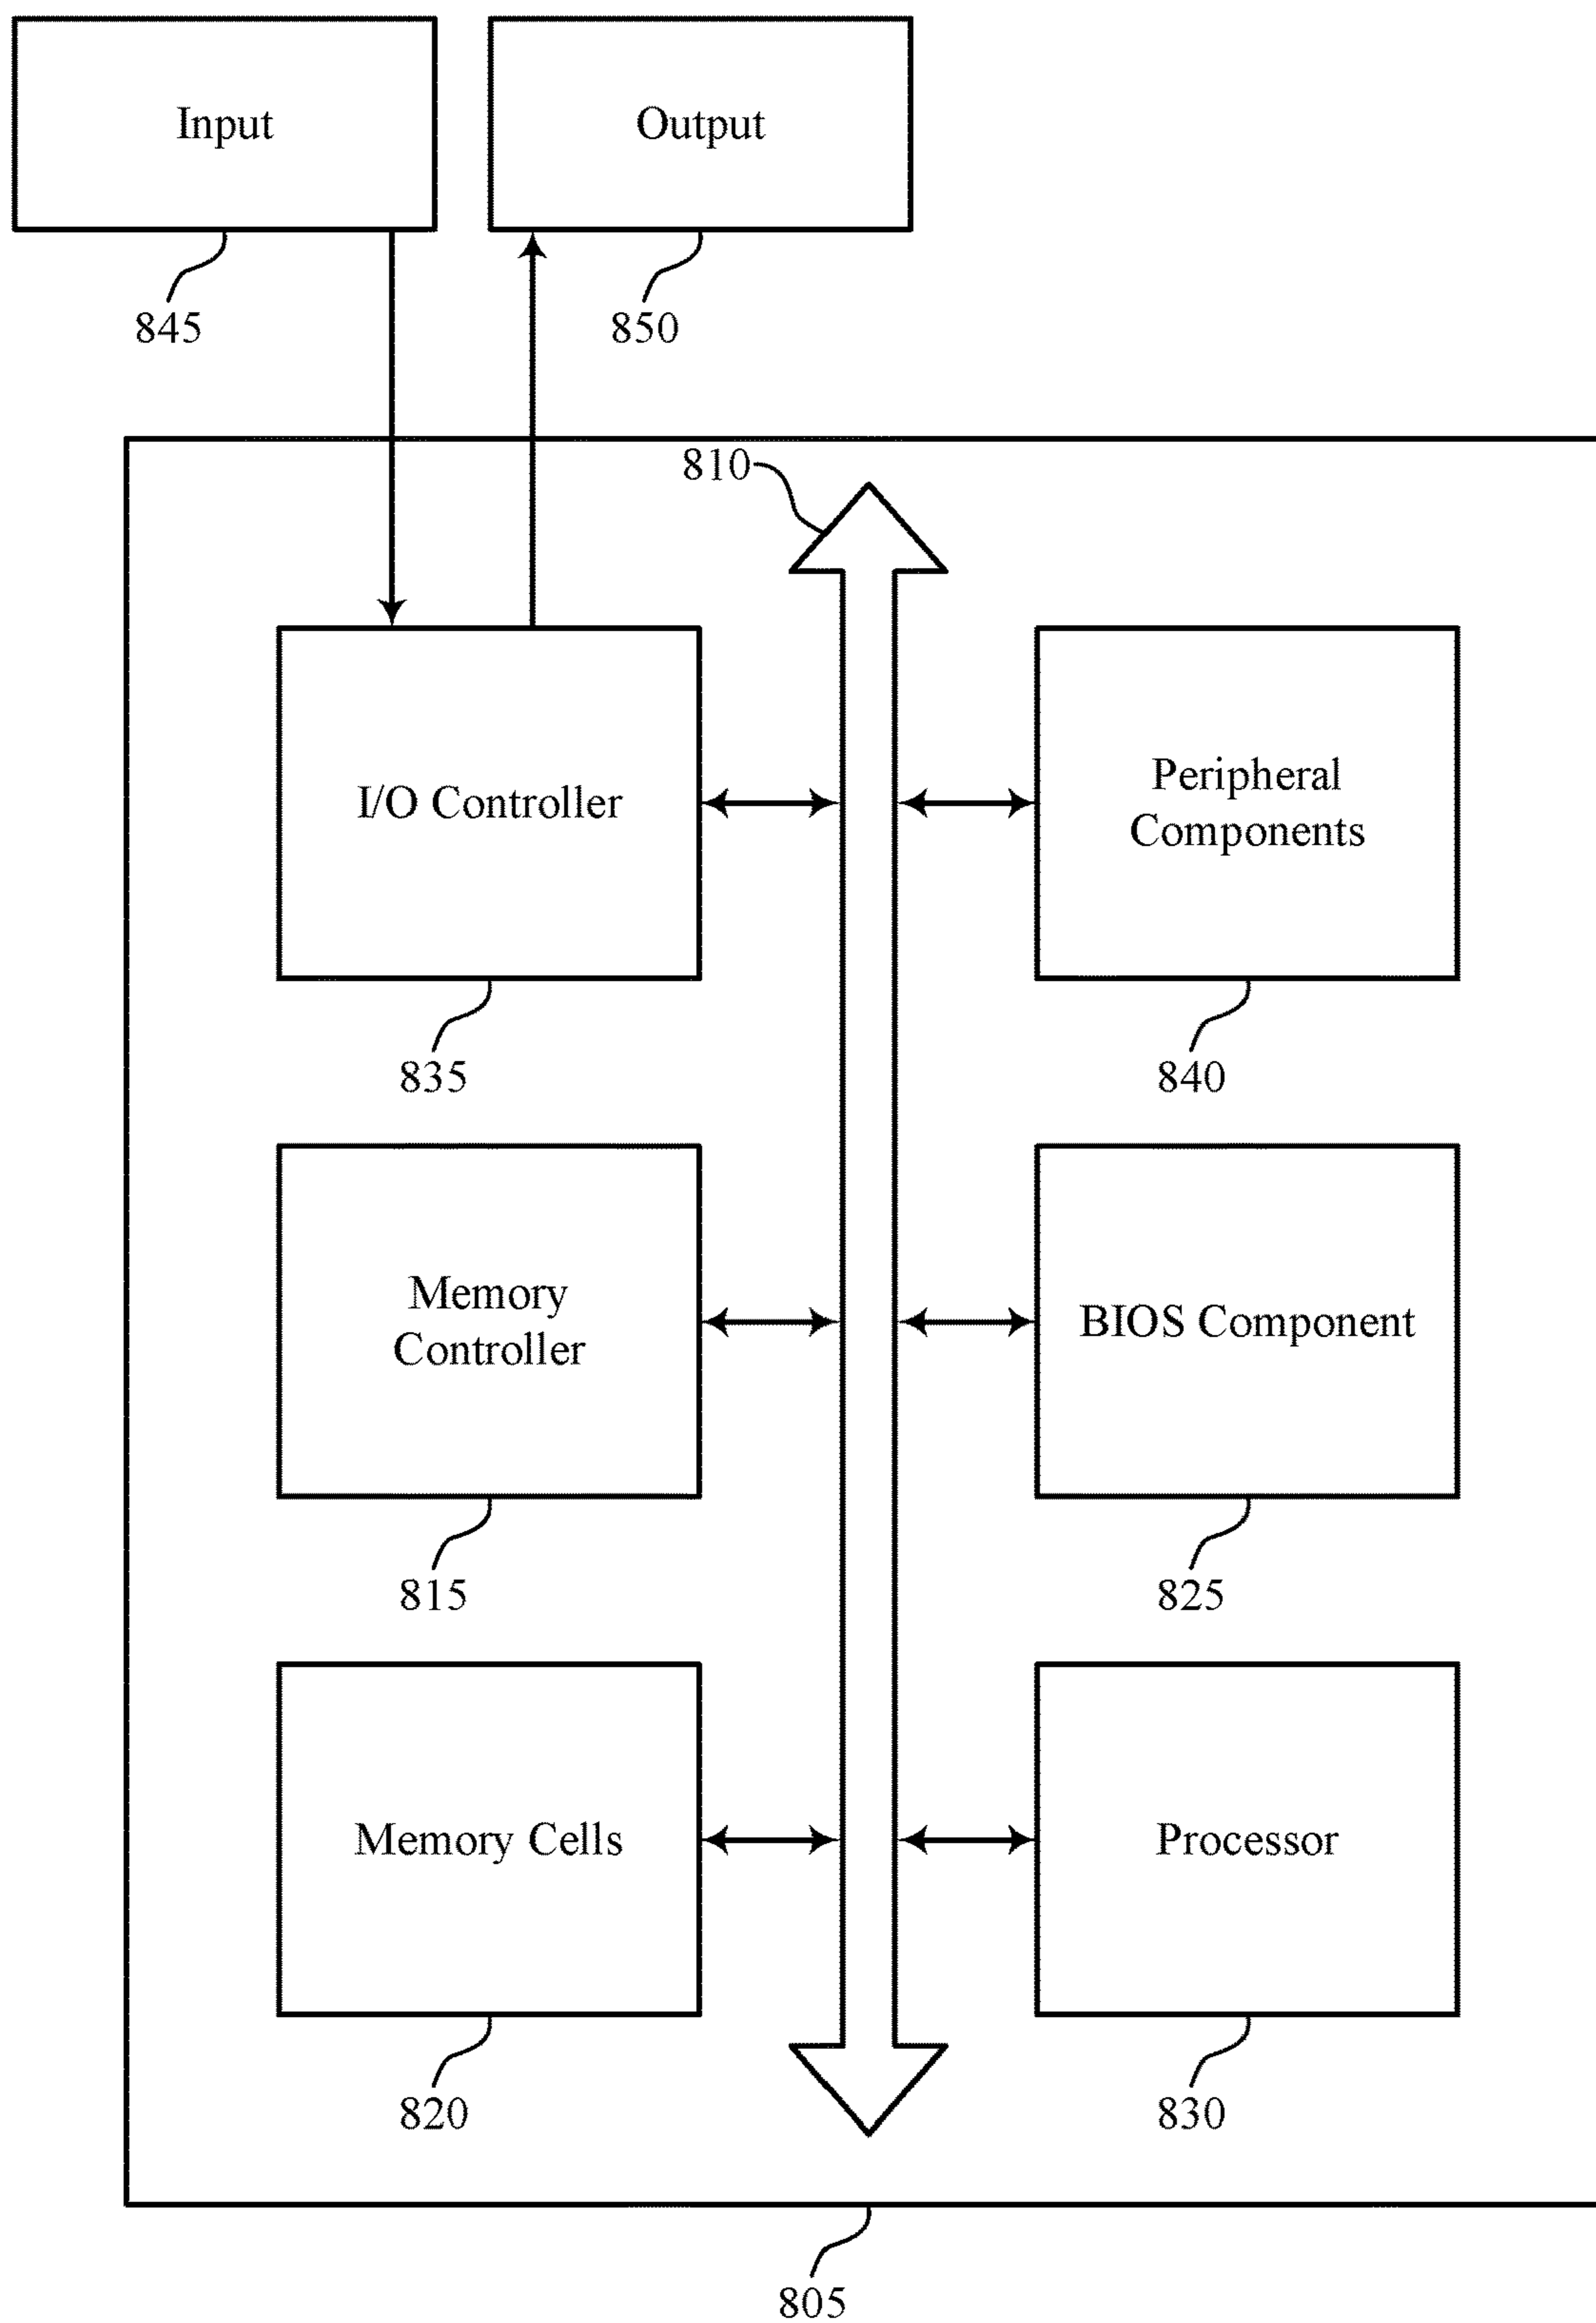 Input
Output
845
850
810
I/O Controller
Peripheral
Components
835
840
Memory
Controller
BIOS Component
815
825
Memory Cells
Processor
820
830
805